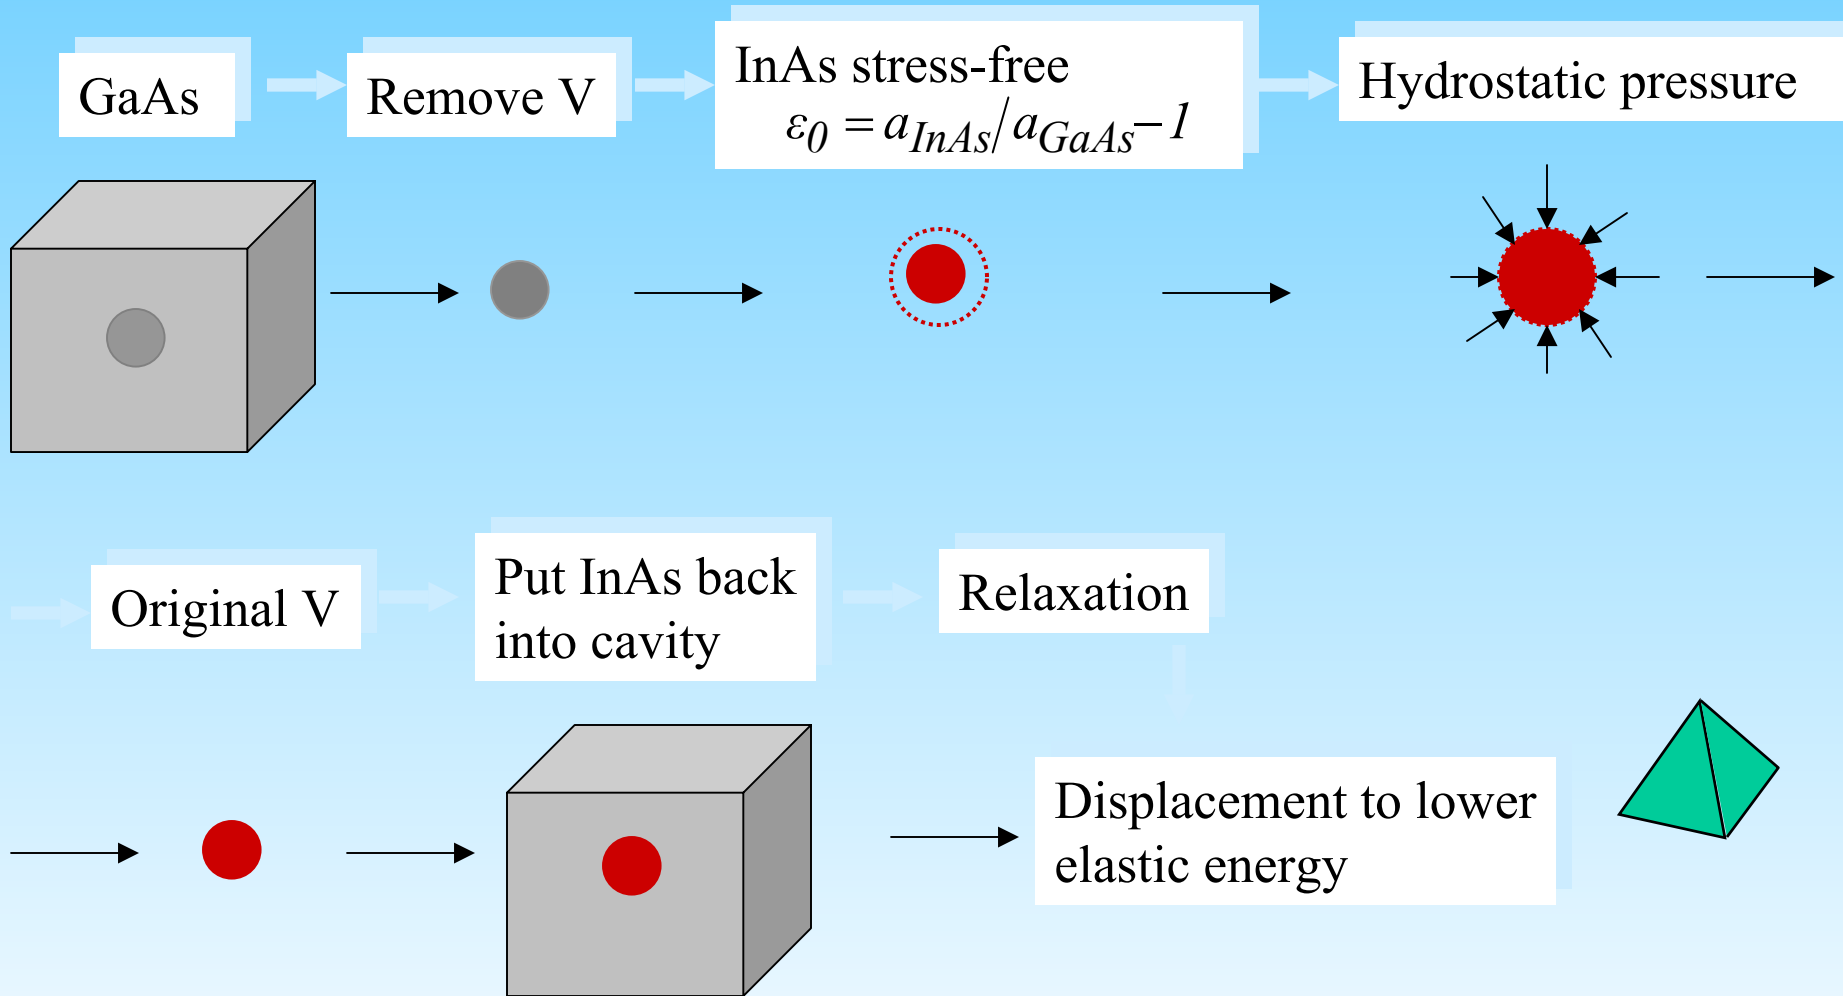 GaAs
Remove V
InAs stress-free
ε0 = aInAs/aGaAs–1
Hydrostatic pressure
Original V
Put InAs back
into cavity
Relaxation
Displacement to lower
elastic energy